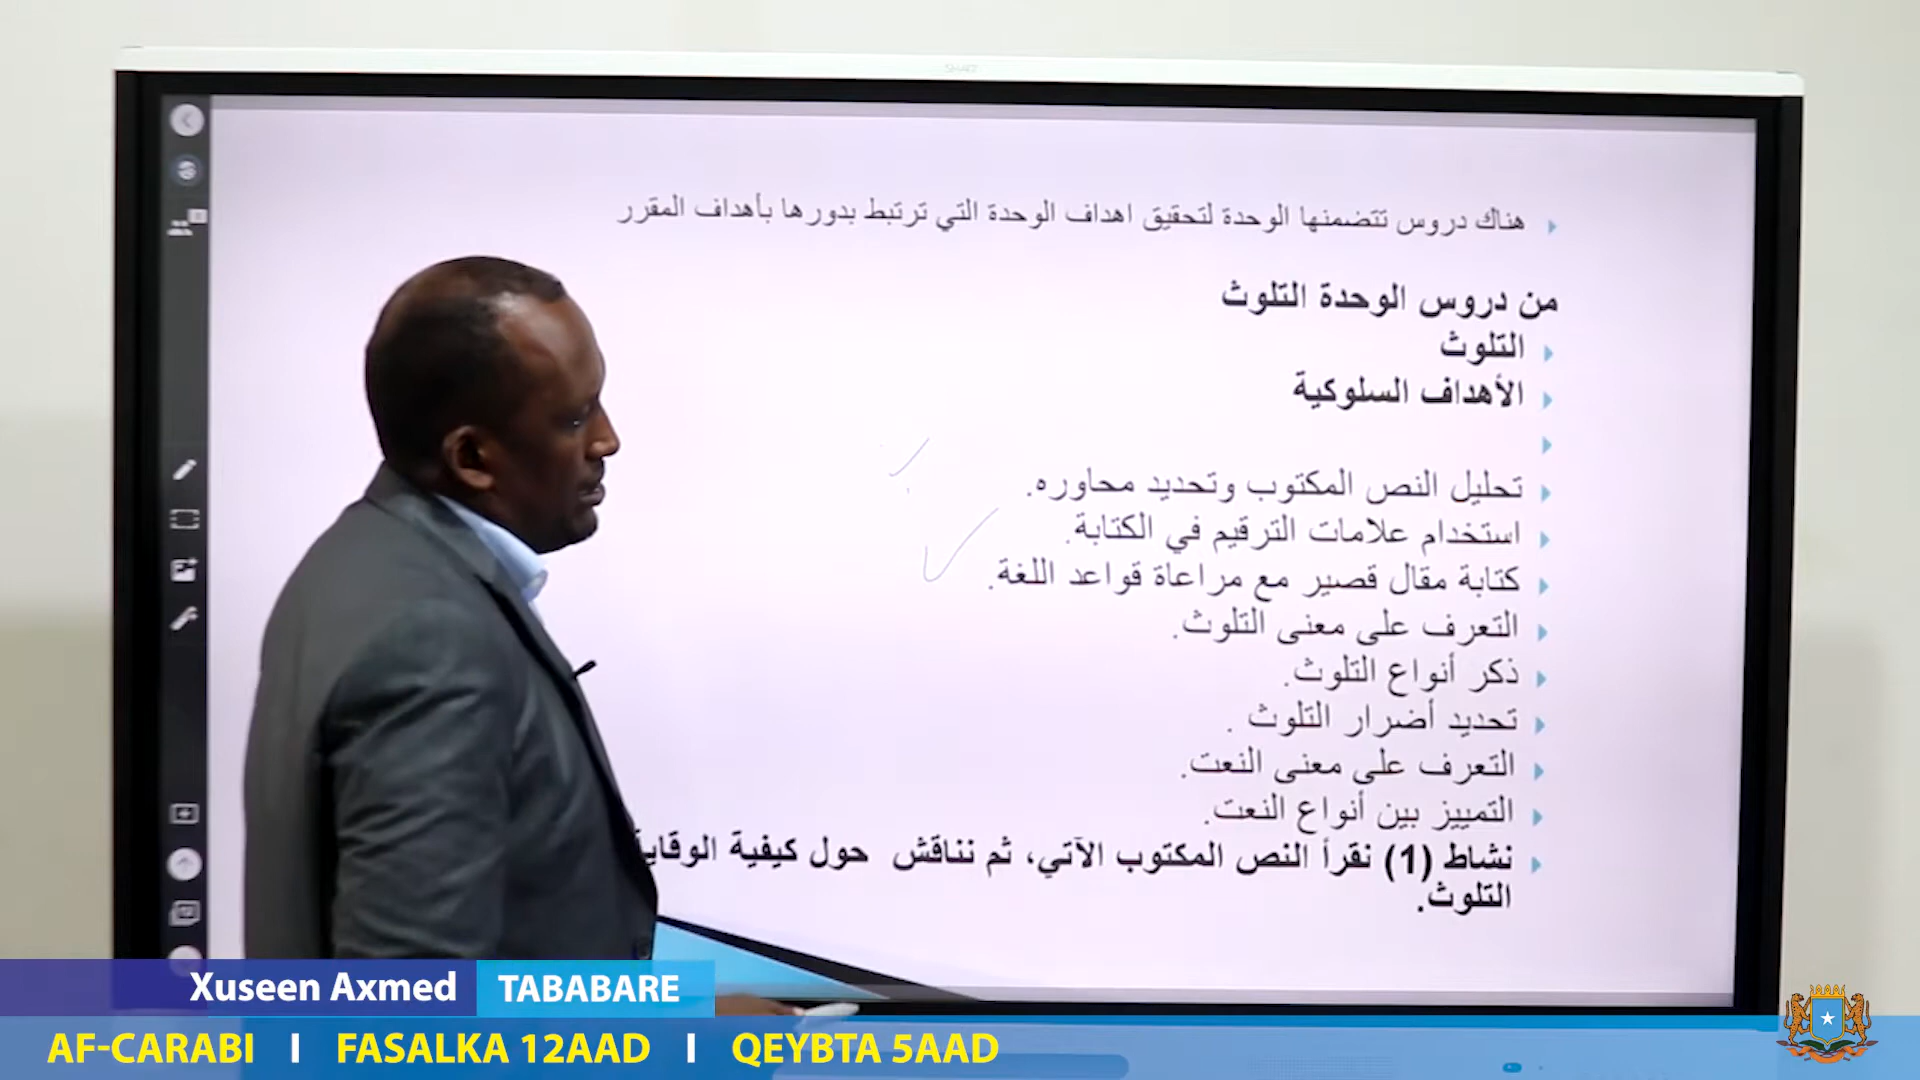 هناك دروس تتضمنها الوحدة لتحقيق اهداف الوحدة التي ترتبط بدورها بأهداف المقرر
من دروس الوحدة التلوث
التلوث
الأهداف السلوكية
تحليل النص المكتوب وتحديد محاوره.
استخدام علامات الترقيم في الكتابة.
كتابة مقال قصير مع مراعاة قواعد اللغة.
التعرف على معنى التلوث.
ذكر أنواع التلوث.
تحديد أضرار التلوث .
التعرف على معنى النعت.
التمييز بين أنواع النعت.
نشاط (1) نقرأ النص المكتوب الآتي، ثم نناقش حول كيفية
التلوث.
Xuseen Axmed TABABARE
AF-CARABI I FASALKA 12AAD I QEYBTA 5AAD